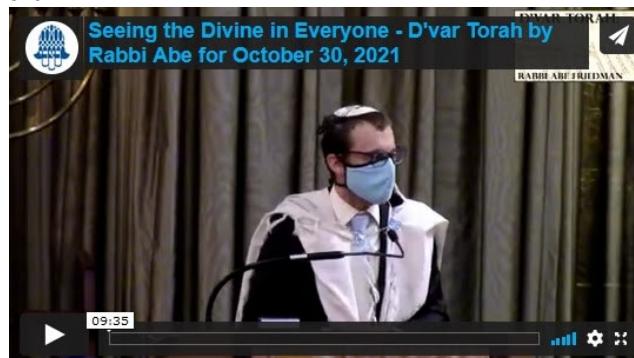 Seeing the Divine in Everyone - D'var Torah by
Rabbi Abe for October 30, 2021
D'VAR TORAH
RABBI ABE FRIEDMAN
09:35